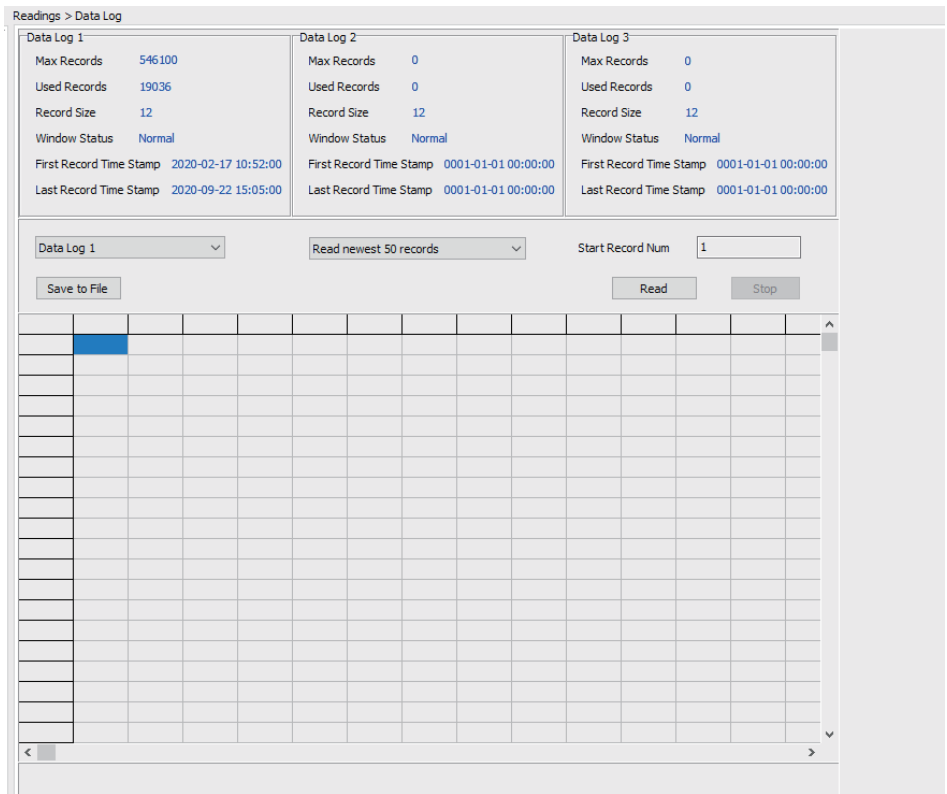 Readings > Data Log
Data Log 1
Max Records 546100
Used Records 19036
Record Size 12
Window Status Normal
First Record Time Stamp 2020-02-17 10:52:00
Last Record Time Stamp 2020-09-22 15:05:00
Data Log 2
Max Records 0
Used Records 0
Record Size 12
Window Status Normal
First Record Time Stamp 0001-01-01 00:00:00
Last Record Time Stamp 0001-01-01 00:00:00
Data Log 3
Max Records 0
Used Records 0
Record Size 12
Window Status Normal
First Record Time Stamp 0001-01-01 00:00:00
Last Record Time Stamp 0001-01-01 00:00:00
Data Log 1 Read newest 50 records Start Record Num 1
Save to File Read Stop